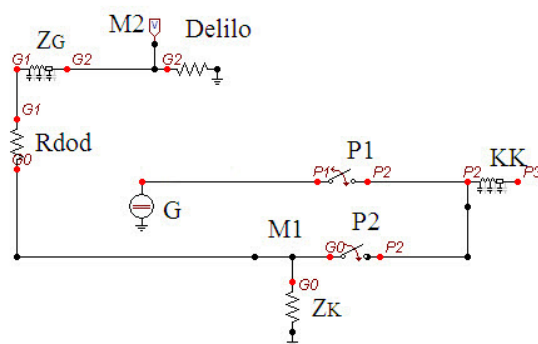 M2 Delilo
ZG
V
G1 G2 G2
G1
Rdod
G0
P1
KK
P1 P2 P2 P3
G
M1 P2
G0 P2
G0
ZK